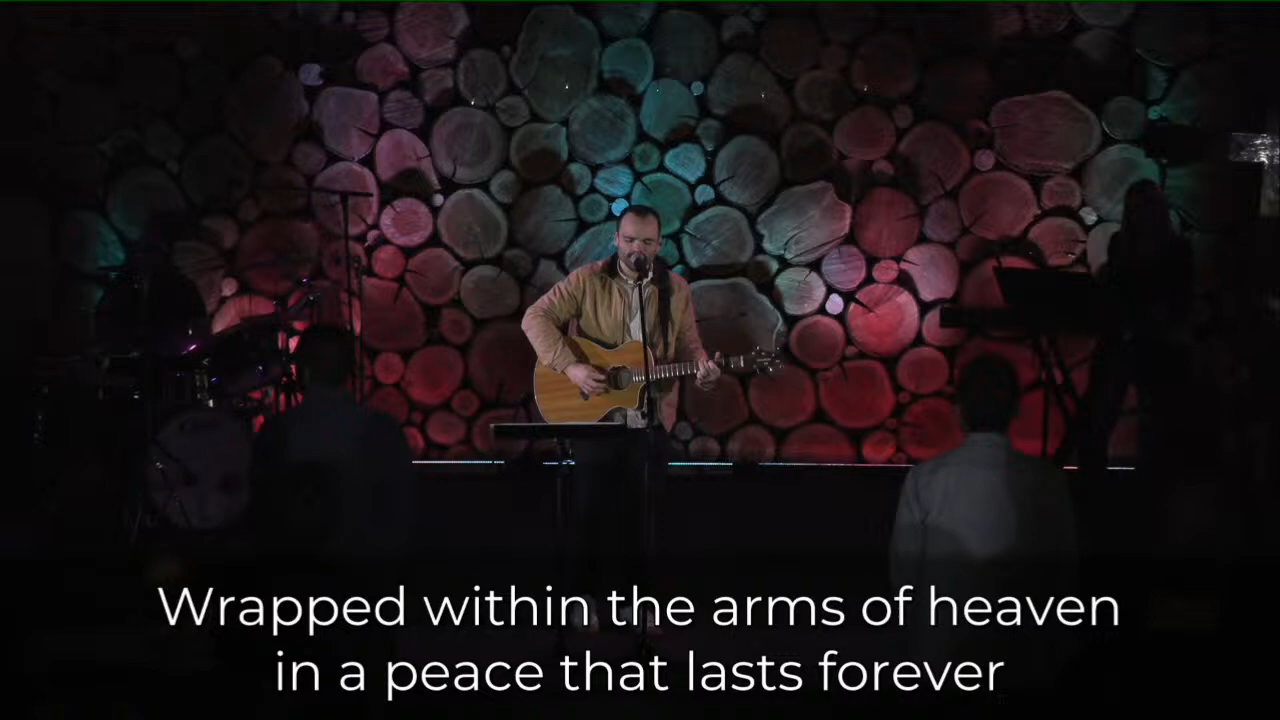 Wrapped within the arms of heaven
in a peace that lasts forever